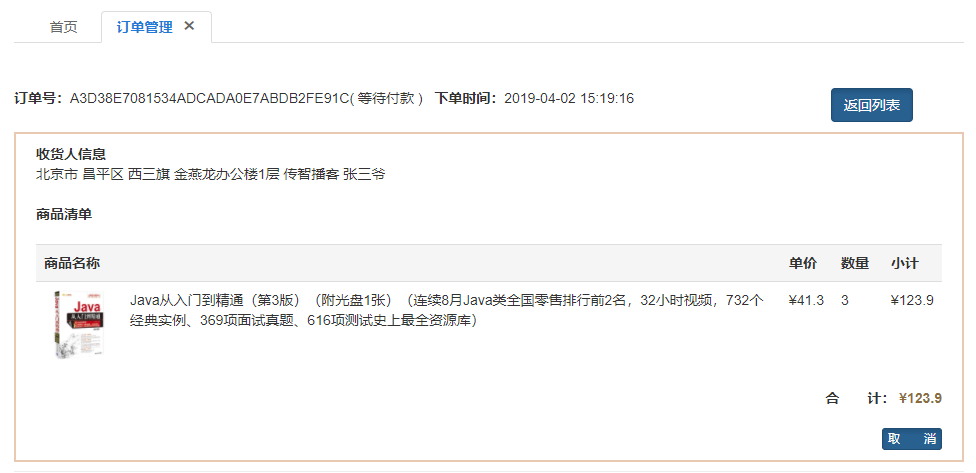 首页 订单管理 ✕
订单号：A3D38E7081534ADCADA0E7ABDB2FE91C( 等待付款 ) 下单时间：2019-04-02 15:19:16
返回列表
收货人信息
北京市 昌平区 西三旗 金燕龙办公楼1层 传智播客 张三爷
商品清单
商品名称 单价 数量 小计
Java从入门到精通（第3版）（附光盘1张）（连续8月Java类全国零售排行前2名，32小时视频，732个 ¥41.3 3 ¥123.9
经典实例、369项面试真题、616项测试史上最全资源库）
Java
合 计： ¥123.9
取 消